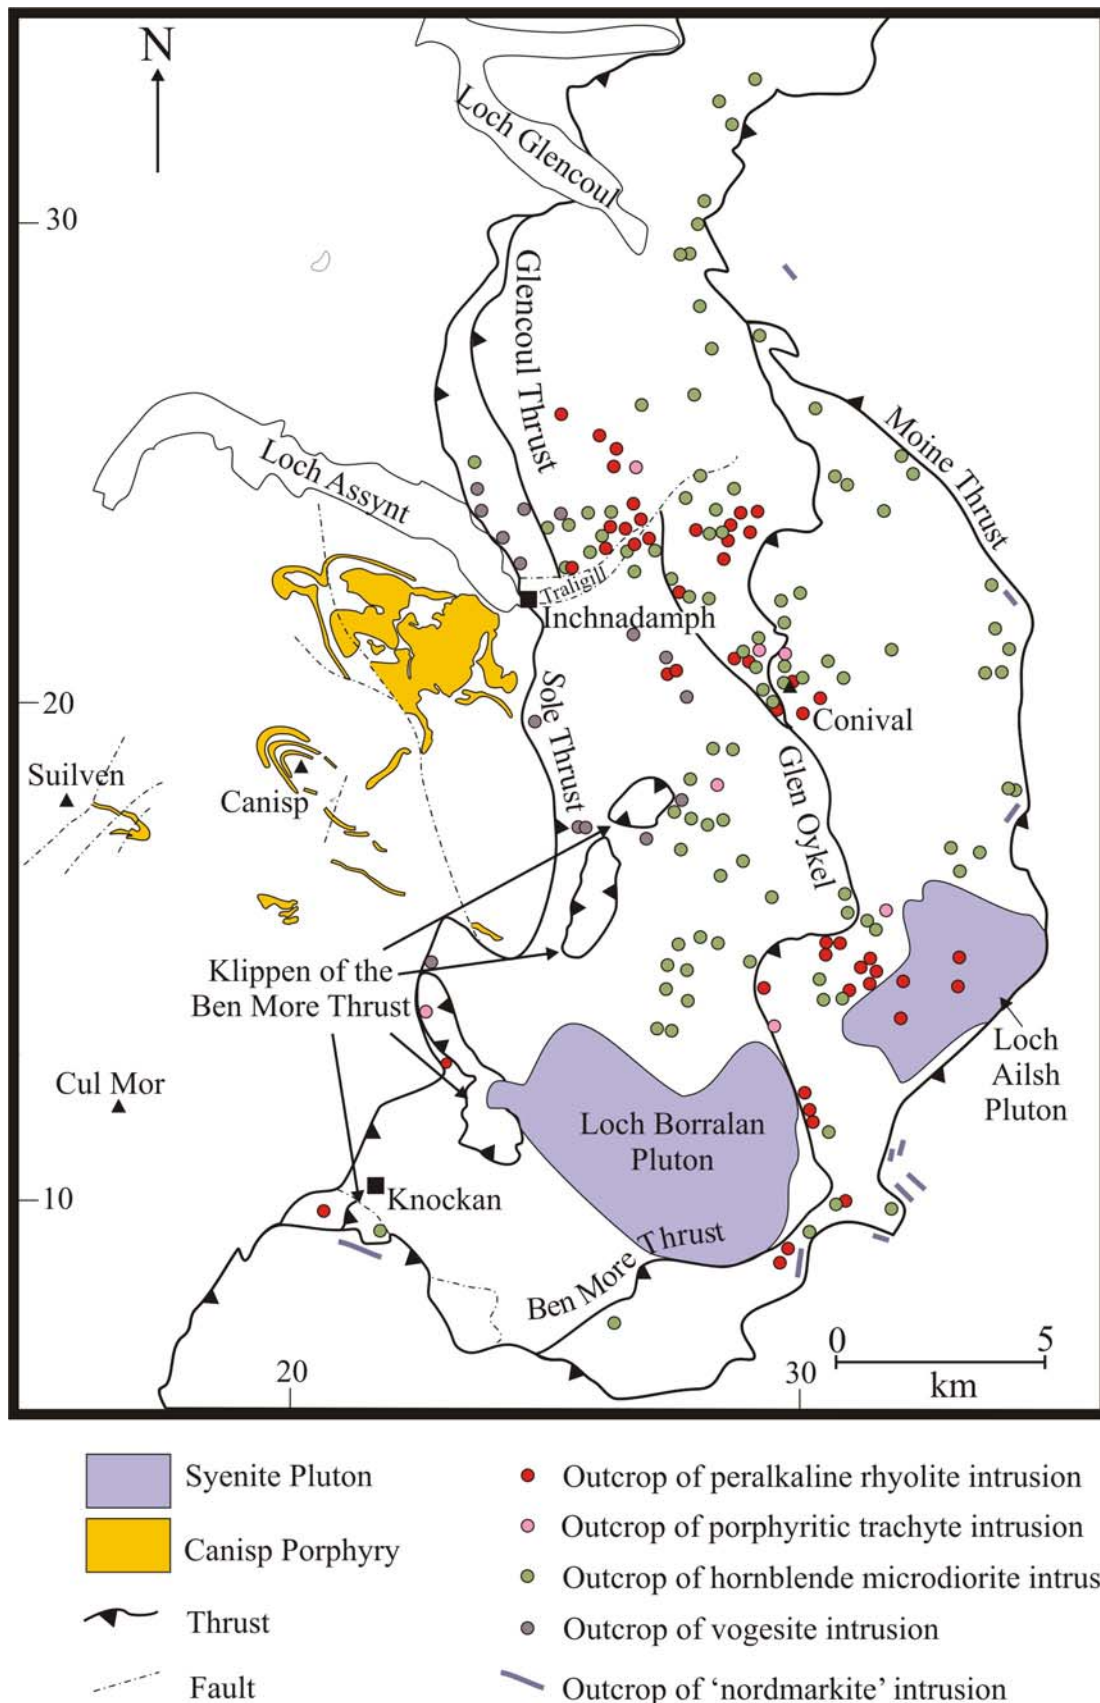 N
Loch Glencoul
30
Glencoul Thrust
Loch Assynt
Moine Thrust
Traligill
Inchnadamph
20
Sole Thrust
Conival
Suilven
Canisp
Glen Oykel
Klippen of the
Ben More Thrust
Loch
Ailsh
Pluton
Cul Mor
Loch Borralan
Pluton
10
Knockan
Ben More Thrust
0 5
km
20
30
Syenite Pluton
Canisp Porphyry
Thrust
Fault
Outcrop of peralkaline rhyolite intrusion
Outcrop of porphyritic trachyte intrusion
Outcrop of hornblende microdiorite intrus
Outcrop of vogesite intrusion
Outcrop of ‘nordmarkite’ intrusion